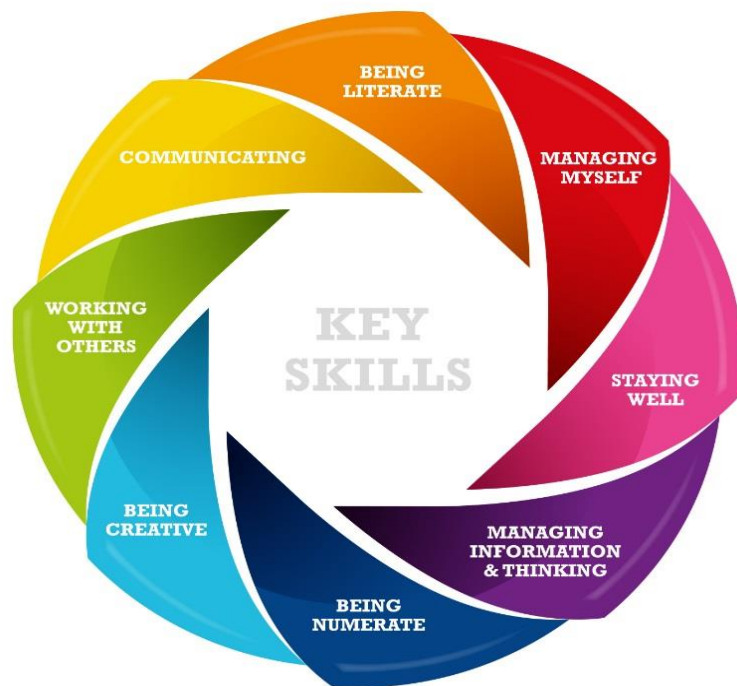 BEING
LITERATE
MANAGING
MYSELF
STAYING
WELL
MANAGING
INFORMATION
& THINKING
BEING
NUMERATE
BEING
CREATIVE
WORKING
WITH
OTHERS
COMMUNICATING
KEY
SKILLS